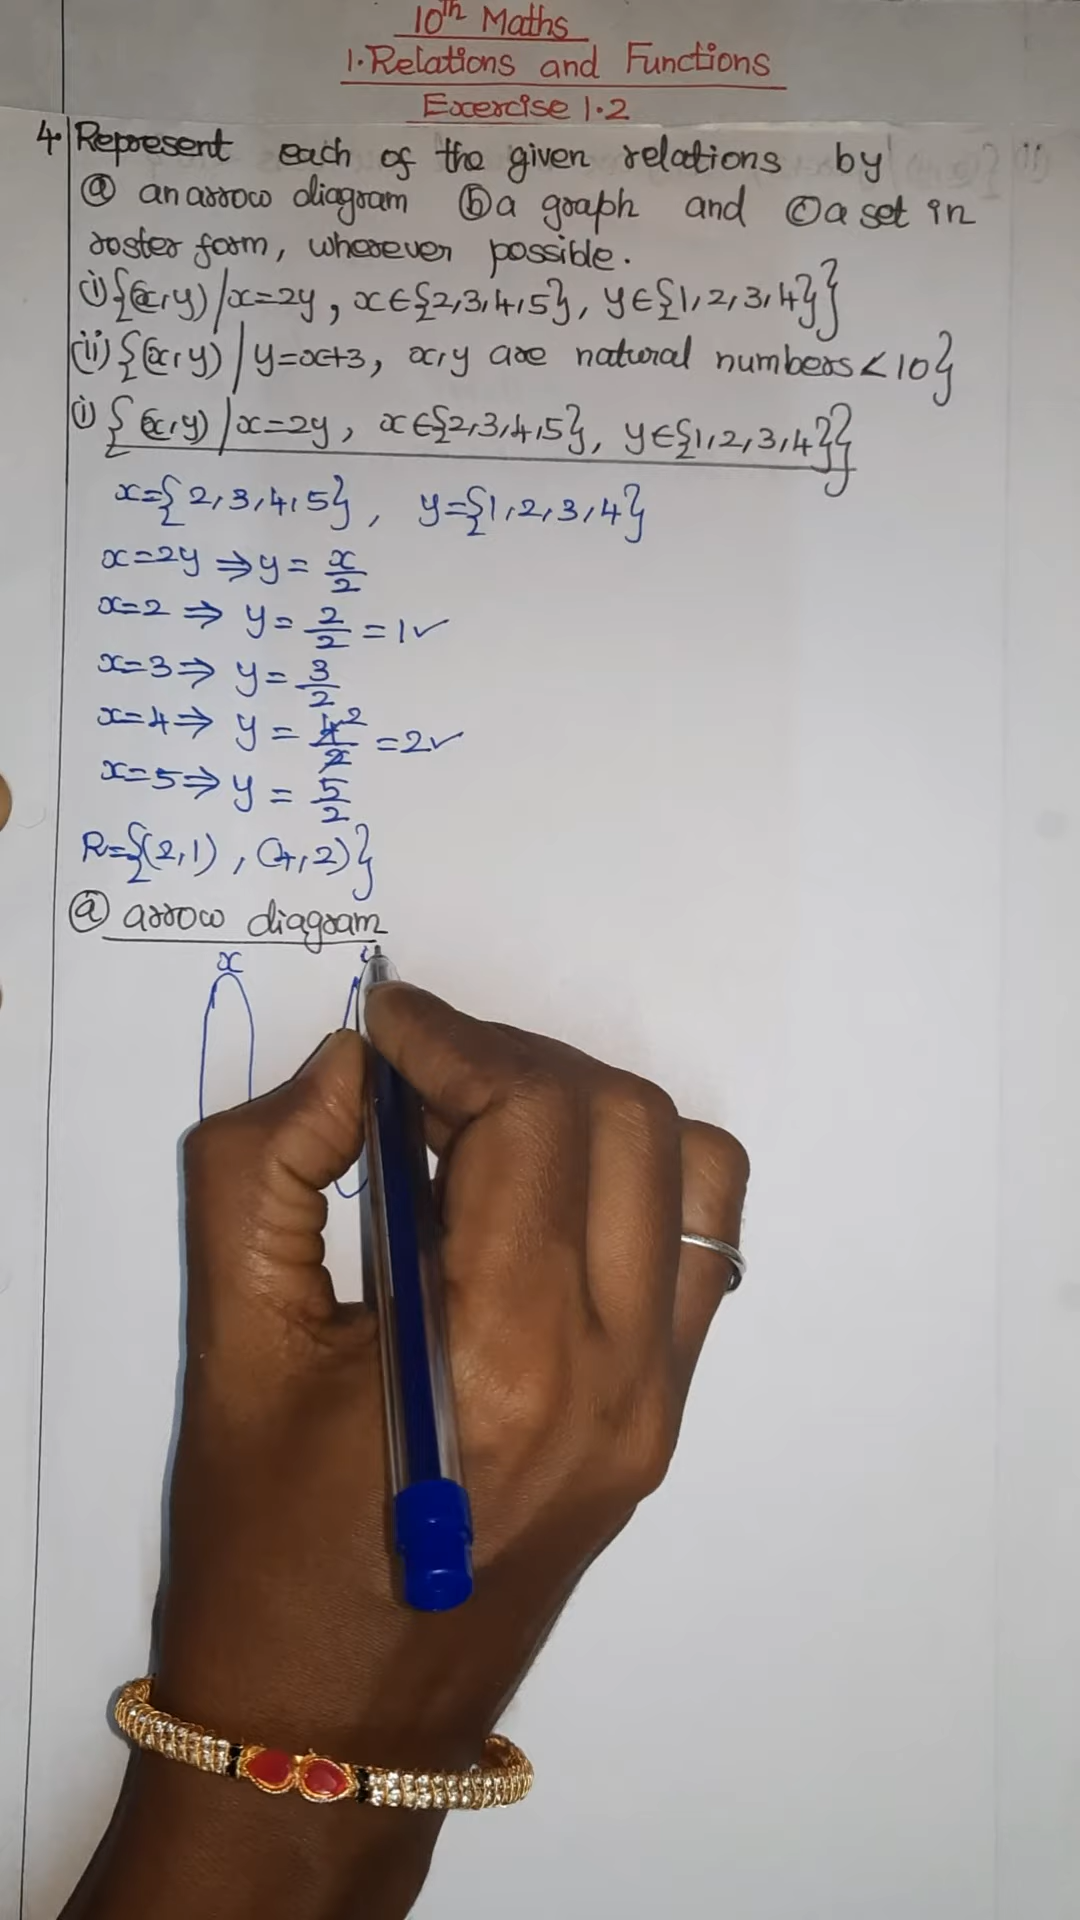 10th Maths
1. Relations and Functions
Exercise 1.2
4. Represent each of the given relations by
ⓐ an arrow diagram ⓑ a graph and ⓒ a set in
roster form, wherever possible.
(i) {(x,y) / x=2y, x∈{2,3,4,5}, y∈{1,2,3,4}}
(ii) {(x,y) / y=x+3, x,y are natural numbers < 10}
(i) {(x,y) / x=2y, x∈{2,3,4,5}, y∈{1,2,3,4}}
x={2,3,4,5}, y={1,2,3,4}
x=2y ⇒ y = x/2
x=2 ⇒ y = 2/2 = 1 ✓
x=3 ⇒ y = 3/2
x=4 ⇒ y = 4/2 = 2 ✓
x=5 ⇒ y = 5/2
R={(2,1), (4,2)}
ⓐ arrow diagram
x